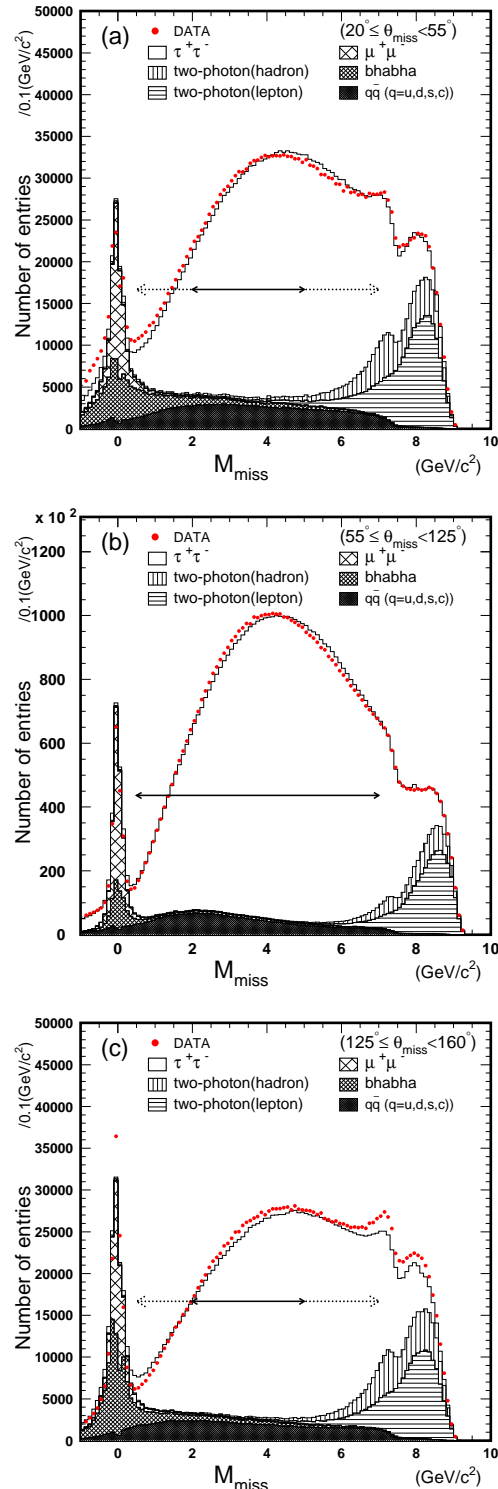 (a)
DATA
(20° ≤ θmiss<55°)
τ+τ-
μ+μ-
two-photon(hadron)
bhabha
two-photon(lepton)
qq̄ (q=u,d,s,c))
/0.1(GeV/c²)
Number of entries
50000
45000
40000
35000
30000
25000
20000
15000
10000
5000
0
0
2
4
6
8
10
Mmiss
(GeV/c²)
x 10²
(b)
DATA
(55° ≤ θmiss<125°)
τ+τ-
μ+μ-
two-photon(hadron)
bhabha
two-photon(lepton)
qq̄ (q=u,d,s,c))
/0.1(GeV/c²)
Number of entries
1200
1000
800
600
400
200
0
0
2
4
6
8
10
Mmiss
(GeV/c²)
(c)
DATA
(125° ≤ θmiss<160°)
τ+τ-
μ+μ-
two-photon(hadron)
bhabha
two-photon(lepton)
qq̄ (q=u,d,s,c))
/0.1(GeV/c²)
Number of entries
50000
45000
40000
35000
30000
25000
20000
15000
10000
5000
0
0
2
4
6
8
10
Mmiss
(GeV/c²)